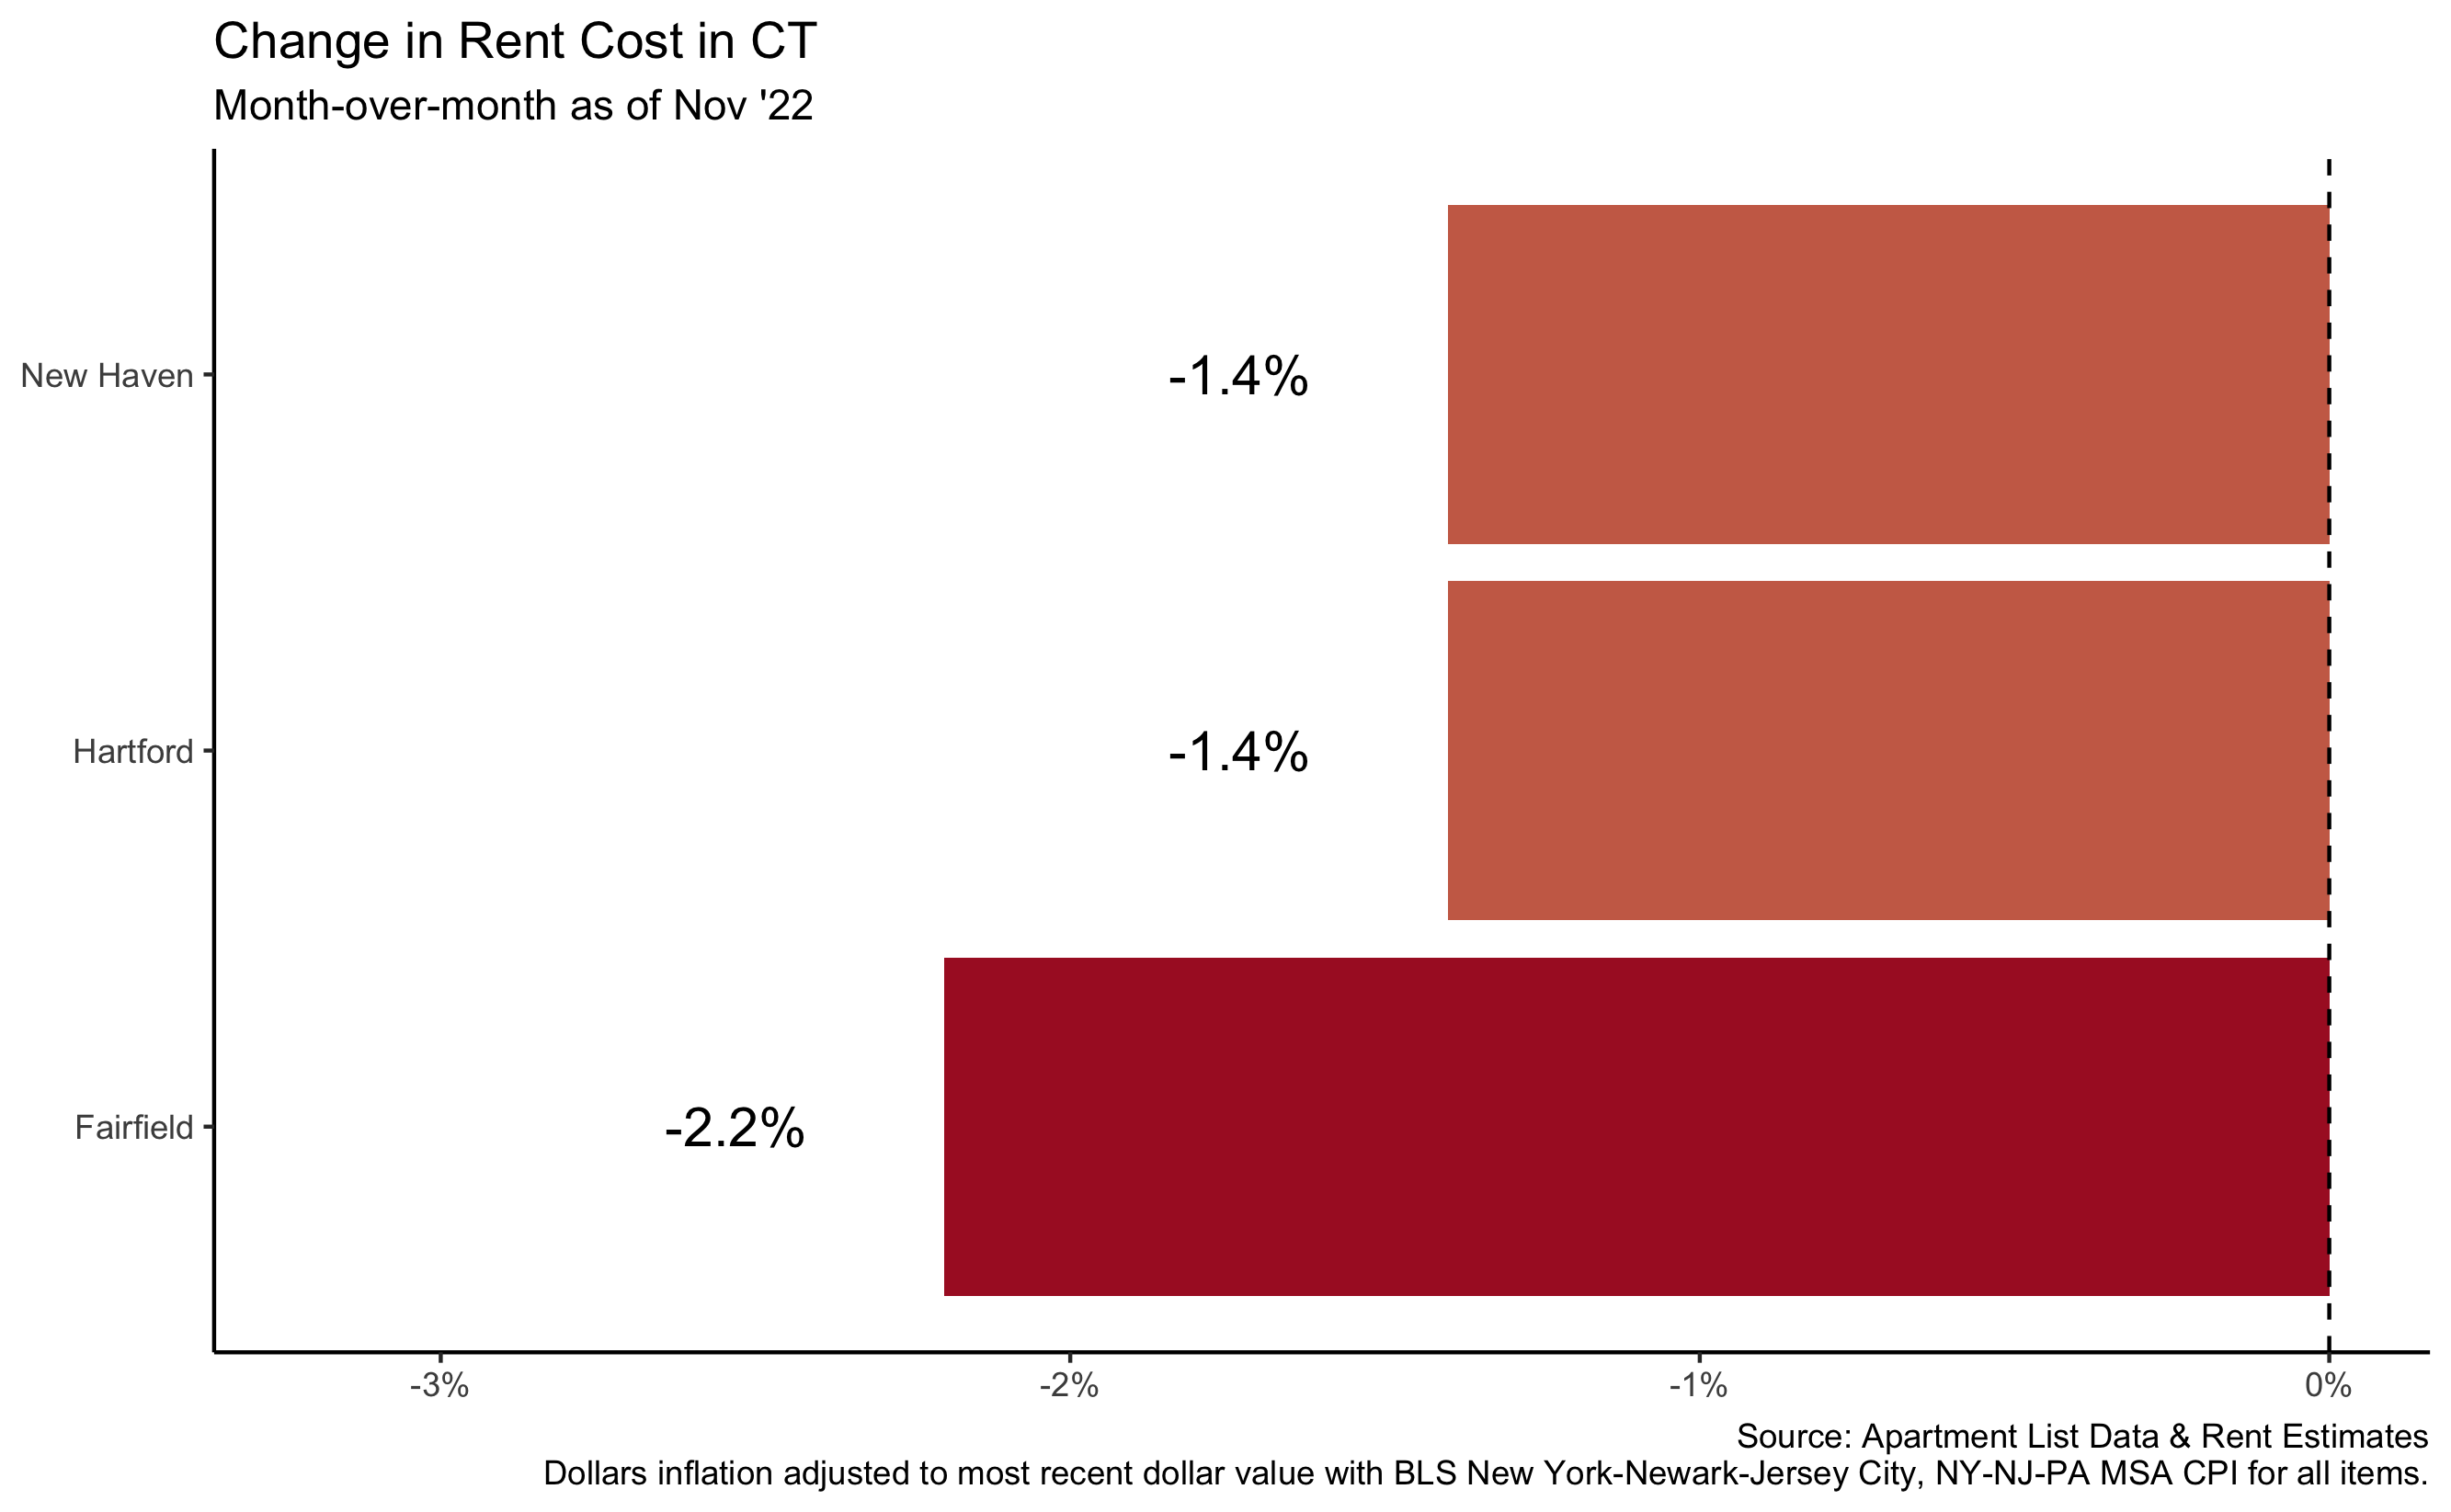 Change in Rent Cost in CT
Month-over-month as of Nov '22
New Haven
-1.4%
Hartford
-1.4%
Fairfield
-2.2%
-3%
-2%
-1%
0%
Source: Apartment List Data & Rent Estimates
Dollars inflation adjusted to most recent dollar value with BLS New York-Newark-Jersey City, NY-NJ-PA MSA CPI for all items.